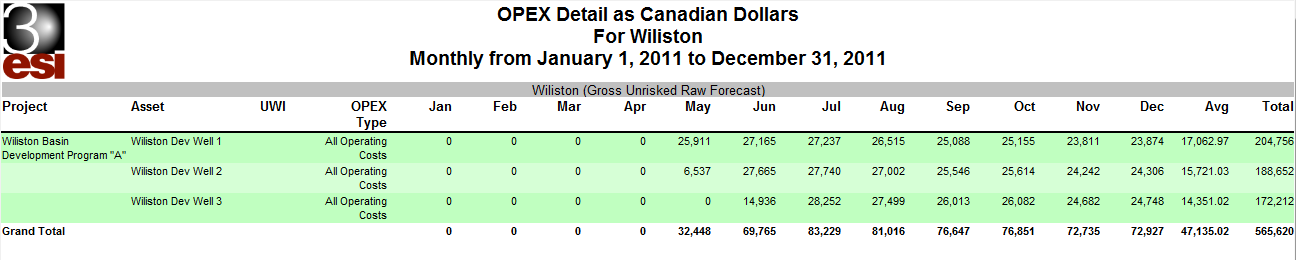 3
esi
OPEX Detail as Canadian Dollars
For Wiliston
Monthly from January 1, 2011 to December 31, 2011
Wiliston (Gross Unrisked Raw Forecast)
Project Asset UWI OPEX Type Jan Feb Mar Apr May Jun Jul Aug Sep Oct Nov Dec Avg Total
Wiliston Basin Wiliston Dev Well 1 All Operating 0 0 0 0 25,911 27,165 27,237 26,515 25,088 25,155 23,811 23,874 17,062.97 204,756
Development Program "A" Costs
Wiliston Dev Well 2 All Operating 0 0 0 0 6,537 27,665 27,740 27,002 25,546 25,614 24,242 24,306 15,721.03 188,652
Costs
Wiliston Dev Well 3 All Operating 0 0 0 0 0 14,936 28,252 27,499 26,013 26,082 24,682 24,748 14,351.02 172,212
Costs
Grand Total 0 0 0 0 32,448 69,765 83,229 81,016 76,647 76,851 72,735 72,927 47,135.02 565,620